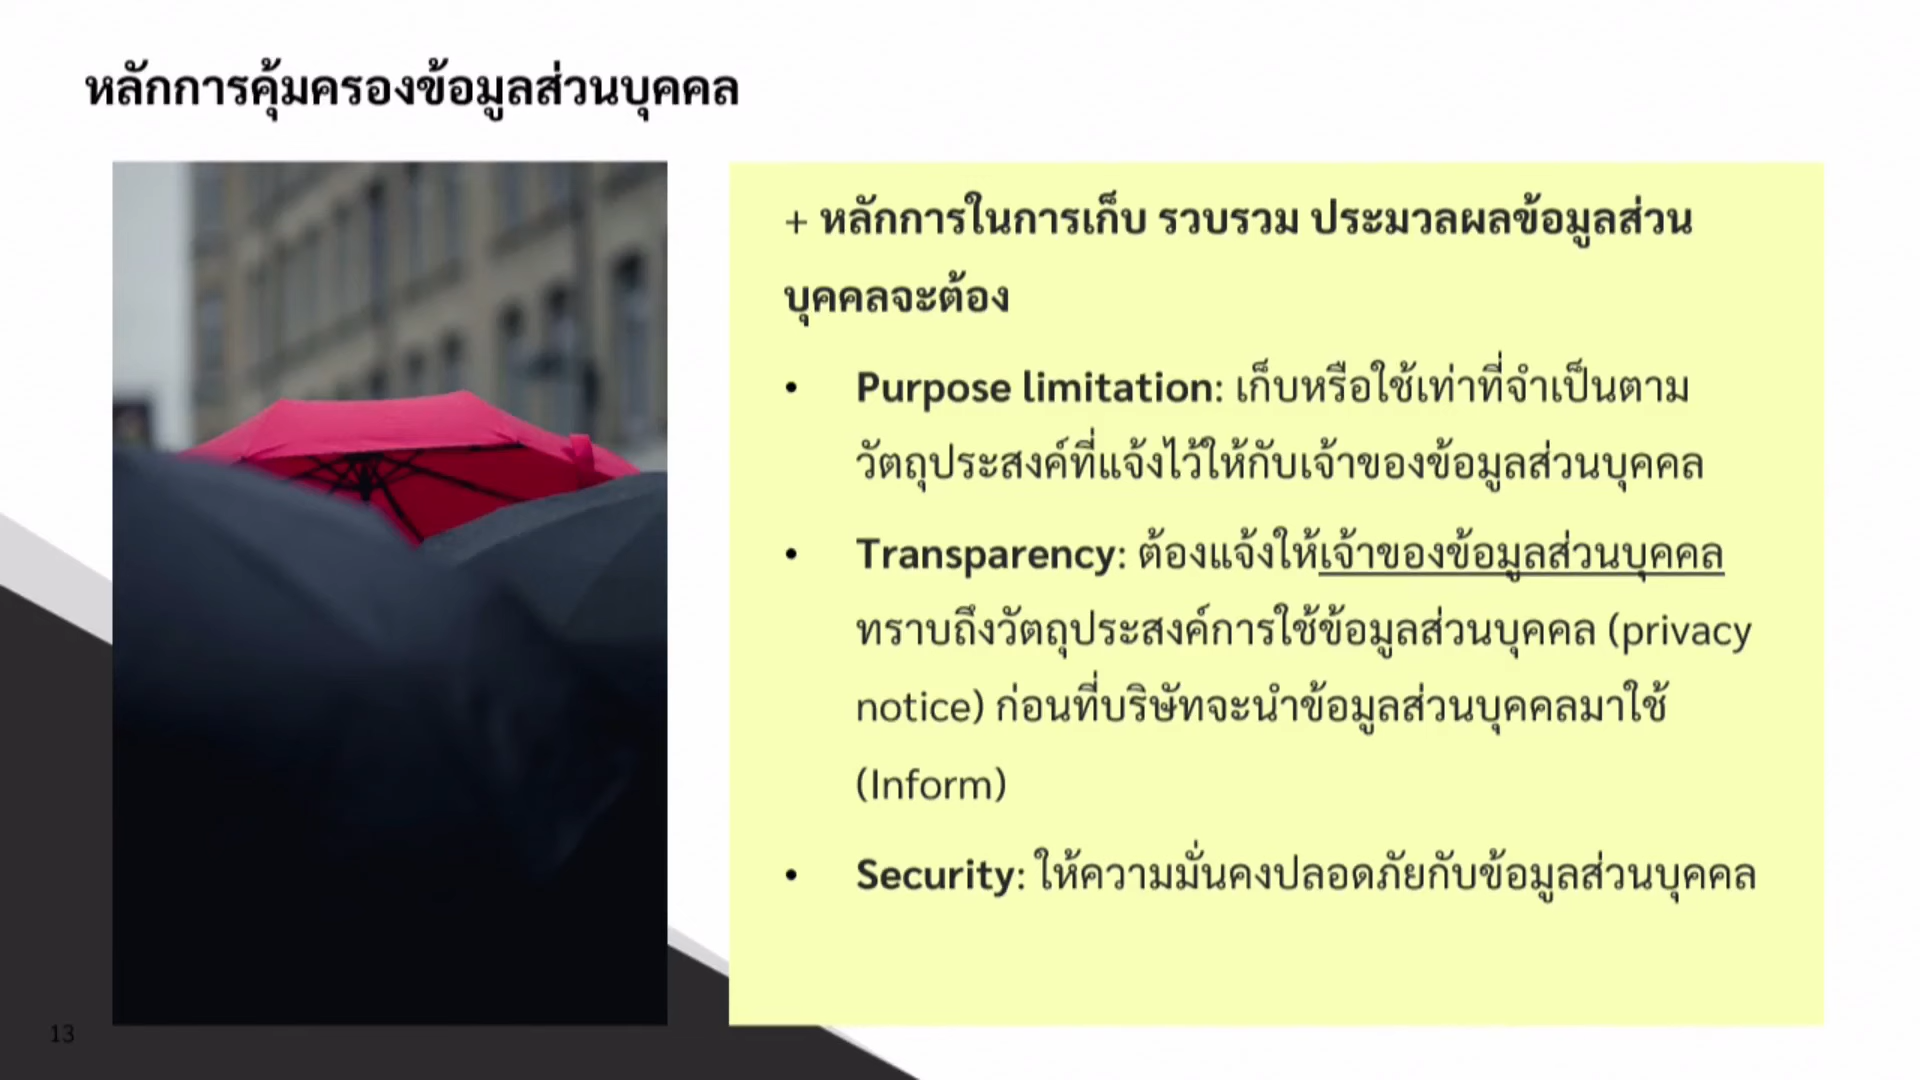 หลักการคุ้มครองข้อมูลส่วนบุคคล
+ หลักการในการเก็บ รวบรวม ประมวลผลข้อมูลส่วน
บุคคลจะต้อง
• Purpose limitation: เก็บหรือใช้เท่าที่จำเป็นตาม
วัตถุประสงค์ที่แจ้งไว้ให้กับเจ้าของข้อมูลส่วนบุคคล
• Transparency: ต้องแจ้งให้เจ้าของข้อมูลส่วนบุคคล
ทราบถึงวัตถุประสงค์การใช้ข้อมูลส่วนบุคคล (privacy
notice) ก่อนที่บริษัทจะนำข้อมูลส่วนบุคคลมาใช้
(Inform)
• Security: ให้ความมั่นคงปลอดภัยกับข้อมูลส่วนบุคคล
13